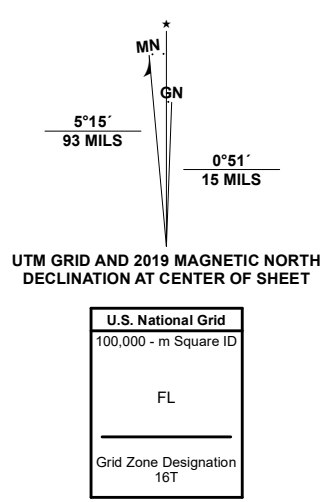 ★
MN
GN
5°15´
93 MILS
0°51´
15 MILS
UTM GRID AND 2019 MAGNETIC NORTH
DECLINATION AT CENTER OF SHEET
U.S. National Grid
100,000 - m Square ID
FL
Grid Zone Designation
16T